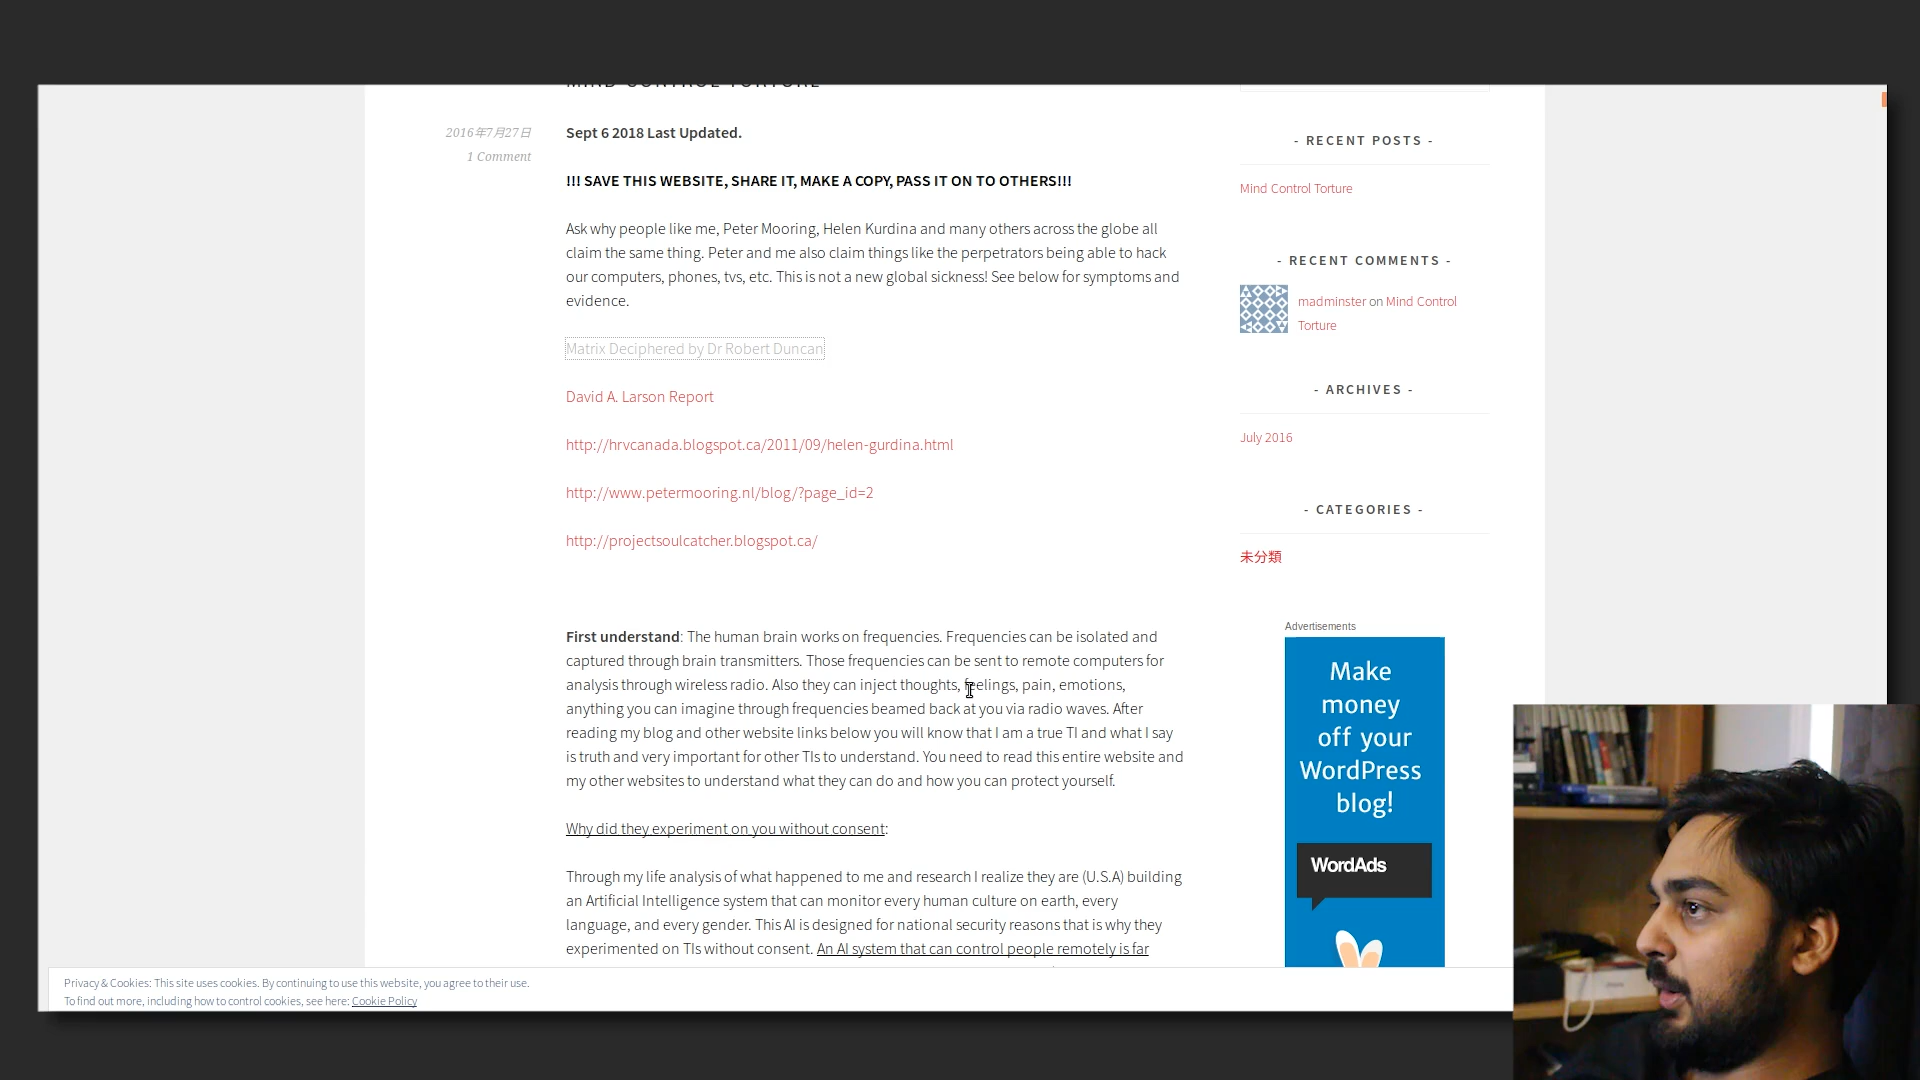 MIND CONTROL TORTURE
2016年7月27日
1 Comment
Sept 6 2018 Last Updated.
!!! SAVE THIS WEBSITE, SHARE IT, MAKE A COPY, PASS IT ON TO OTHERS!!!
Ask why people like me, Peter Mooring, Helen Kurdina and many others across the globe all
claim the same thing. Peter and me also claim things like the perpetrators being able to hack
our computers, phones, tvs, etc. This is not a new global sickness! See below for symptoms and
evidence.
Matrix Deciphered by Dr Robert Duncan
David A. Larson Report
http://hrvcanada.blogspot.ca/2011/09/helen-gurdina.html
http://www.petermooring.nl/blog/?page_id=2
http://projectsoulcatcher.blogspot.ca/
First understand: The human brain works on frequencies. Frequencies can be isolated and
captured through brain transmitters. Those frequencies can be sent to remote computers for
analysis through wireless radio. Also they can inject thoughts, feelings, pain, emotions,
anything you can imagine through frequencies beamed back at you via radio waves. After
reading my blog and other website links below you will know that I am a true TI and what I say
is truth and very important for other TIs to understand. You need to read this entire website and
my other websites to understand what they can do and how you can protect yourself.
Why did they experiment on you without consent:
Through my life analysis of what happened to me and research I realize they are (U.S.A) building
an Artificial Intelligence system that can monitor every human culture on earth, every
language, and every gender. This AI is designed for national security reasons that is why they
experimented on TIs without consent. An AI system that can control people remotely is far
- RECENT POSTS -
Mind Control Torture
- RECENT COMMENTS -
madminster on Mind Control
Torture
- ARCHIVES -
July 2016
- CATEGORIES -
未分類
Advertisements
Make
money
off your
WordPress
blog!
WordAds
Privacy & Cookies: This site uses cookies. By continuing to use this website, you agree to their use.
To find out more, including how to control cookies, see here: Cookie Policy